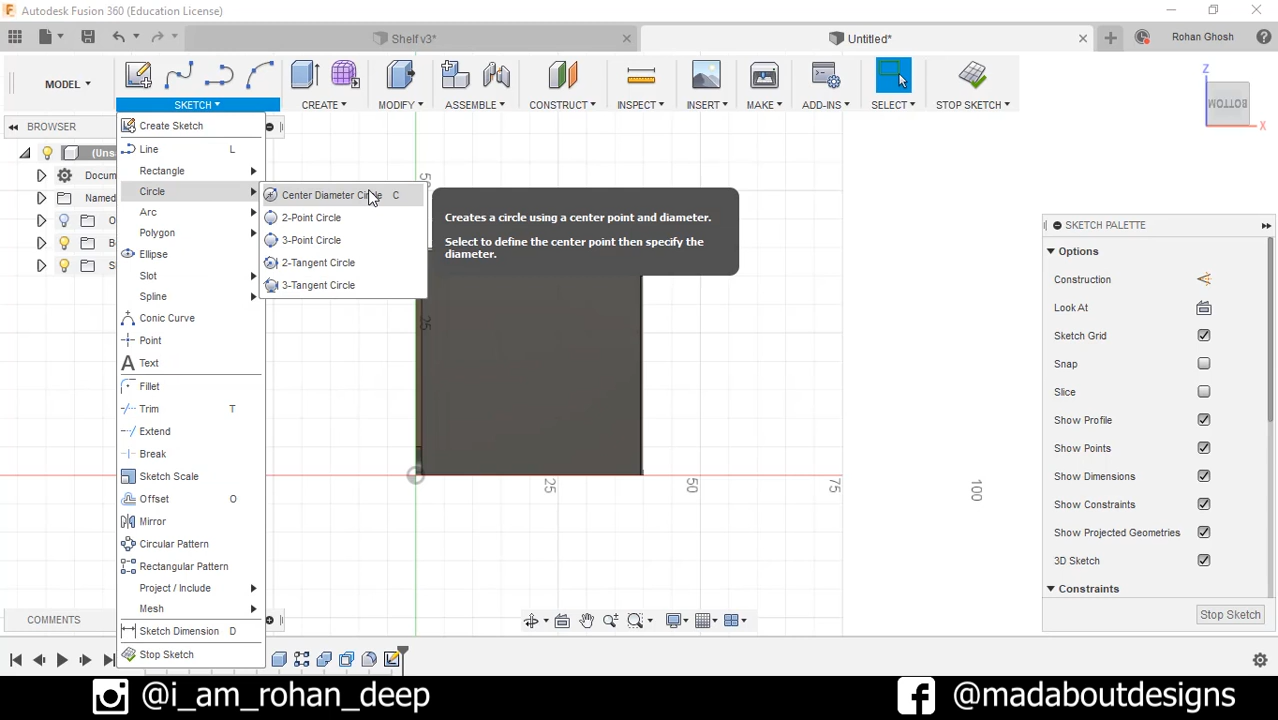 Autodesk Fusion 360 (Education License)
Shelf v3*
Untitled*
Rohan Ghosh
MODEL
SKETCH
CREATE
MODIFY
ASSEMBLE
CONSTRUCT
INSPECT
INSERT
MAKE
ADD-INS
SELECT
STOP SKETCH
Z
BOTTOM
X
BROWSER
(Uns
Docum
Named
O
B
S
Create Sketch
Line L
Rectangle
Circle
Arc
Polygon
Ellipse
Slot
Spline
Conic Curve
Point
Text
Fillet
Trim T
Extend
Break
Sketch Scale
Offset O
Mirror
Circular Pattern
Rectangular Pattern
Project / Include
Mesh
Sketch Dimension D
Stop Sketch
Center Diameter Circle C
2-Point Circle
3-Point Circle
2-Tangent Circle
3-Tangent Circle
Creates a circle using a center point and diameter.
Select to define the center point then specify the
diameter.
25
25
50
75
100
SKETCH PALETTE
Options
Construction
Look At
Sketch Grid
Snap
Slice
Show Profile
Show Points
Show Dimensions
Show Constraints
Show Projected Geometries
3D Sketch
Constraints
Stop Sketch
COMMENTS
@i_am_rohan_deep
@madaboutdesigns